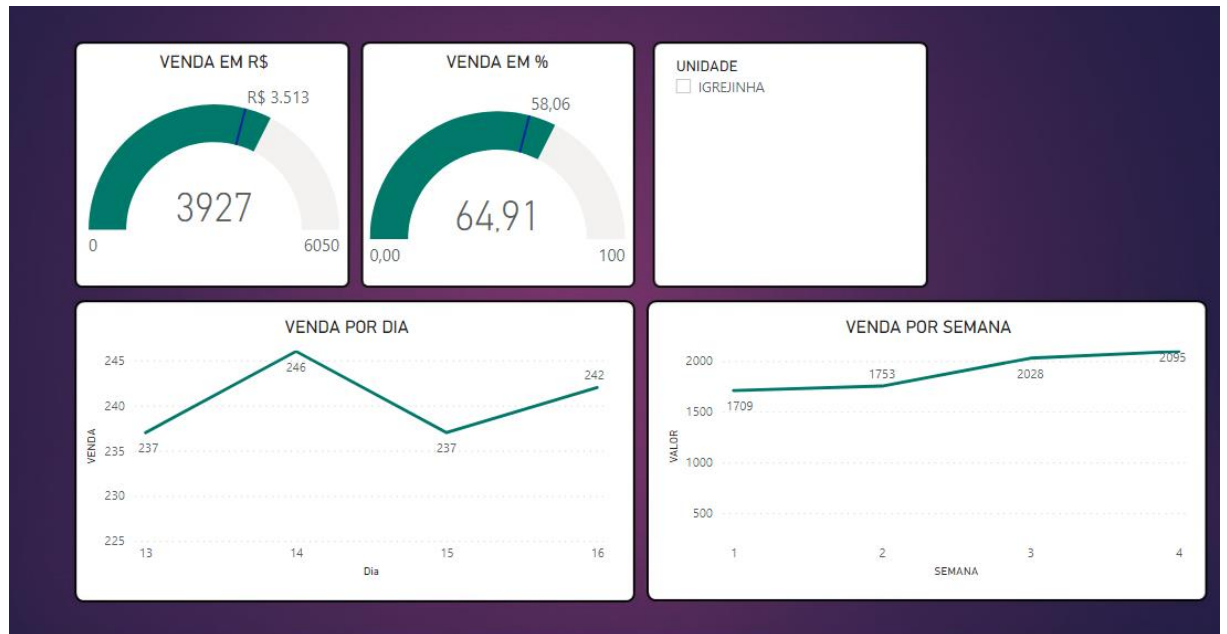 VENDA EM R$
R$ 3.513
3927
0
6050
VENDA EM %
58,06
64,91
0,00
100
UNIDADE
IGREJINHA
VENDA POR DIA
VENDA
245
240
235
230
225
237
246
237
242
13
14
15
16
Dia
VENDA POR SEMANA
VALOR
2000
1500
1000
500
1709
1753
2028
2095
1
2
3
4
SEMANA